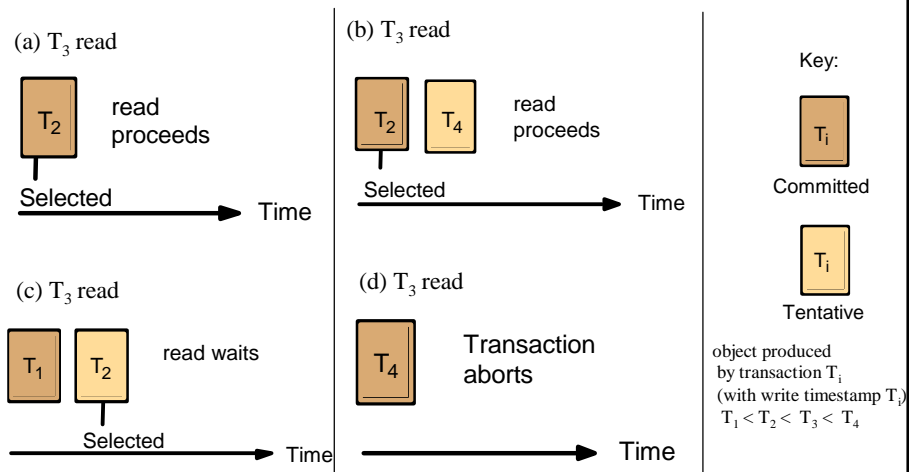 (a) T3 read
T2
read
proceeds
Selected
Time
(b) T3 read
T2
T4
read
proceeds
Selected
Time
(c) T3 read
T1
T2
read waits
Selected
Time
(d) T3 read
T4
Transaction
aborts
Time
Key:
Ti
Committed
Ti
Tentative
object produced
by transaction Ti
(with write timestamp Ti)
T1 < T2 < T3 < T4